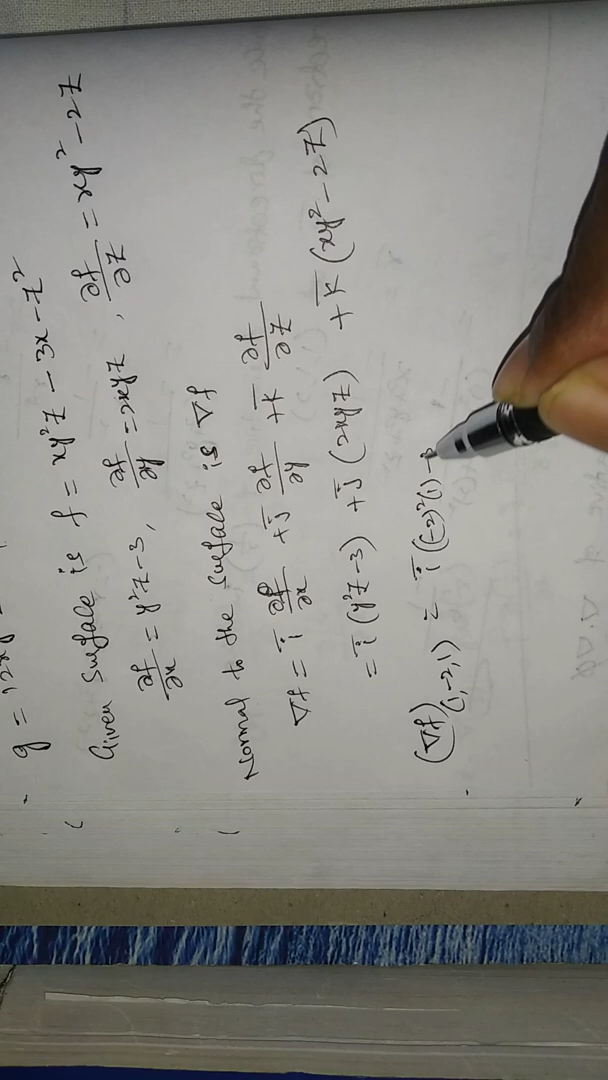 g = 12xy
Given surface is f = xy²z - 3x - z²
∂f/∂x = y²z - 3, ∂f/∂y = 2xyz, ∂f/∂z = xy² - 2z
Normal to the surface is ∇f
∇f = i̅ ∂f/∂x + j̅ ∂f/∂y + k̅ ∂f/∂z
= i̅ (y²z - 3) + j̅ (2xyz) + k̅ (xy² - 2z)
(∇f)(1,-2,1) = i̅ ((-2)²(1) -